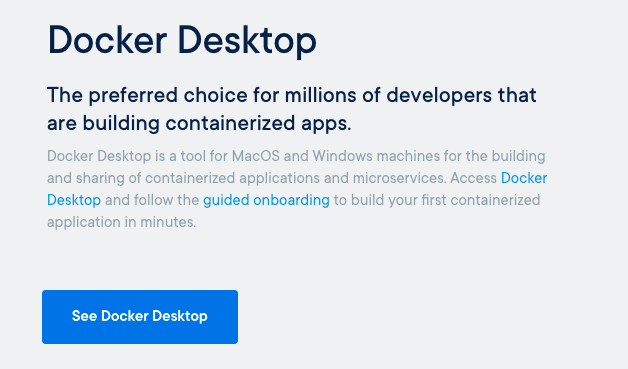 Docker Desktop
The preferred choice for millions of developers that
are building containerized apps.
Docker Desktop is a tool for MacOS and Windows machines for the building
and sharing of containerized applications and microservices. Access Docker
Desktop and follow the guided onboarding to build your first containerized
application in minutes.
See Docker Desktop